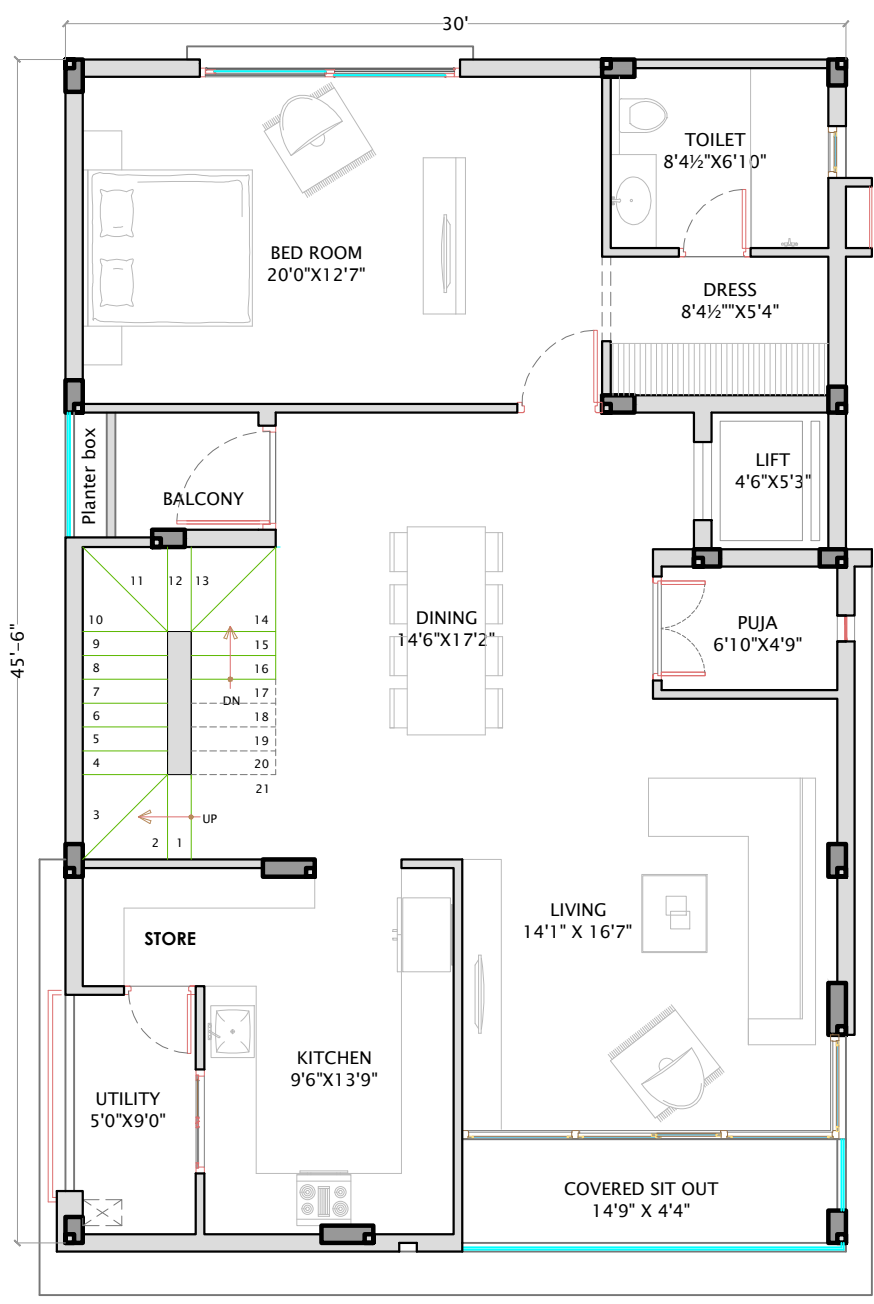 30'
TOILET
8'4½"X6'10"
BED ROOM
20'0"X12'7"
DRESS
8'4½""X5'4"
Planter box
BALCONY
LIFT
4'6"X5'3"
45'-6"
11
12
13
10
14
9
15
8
16
7
17
DN
6
18
5
19
4
20
21
3
UP
2
1
DINING
14'6"X17'2"
PUJA
6'10"X4'9"
STORE
LIVING
14'1" X 16'7"
KITCHEN
9'6"X13'9"
UTILITY
5'0"X9'0"
COVERED SIT OUT
14'9" X 4'4"